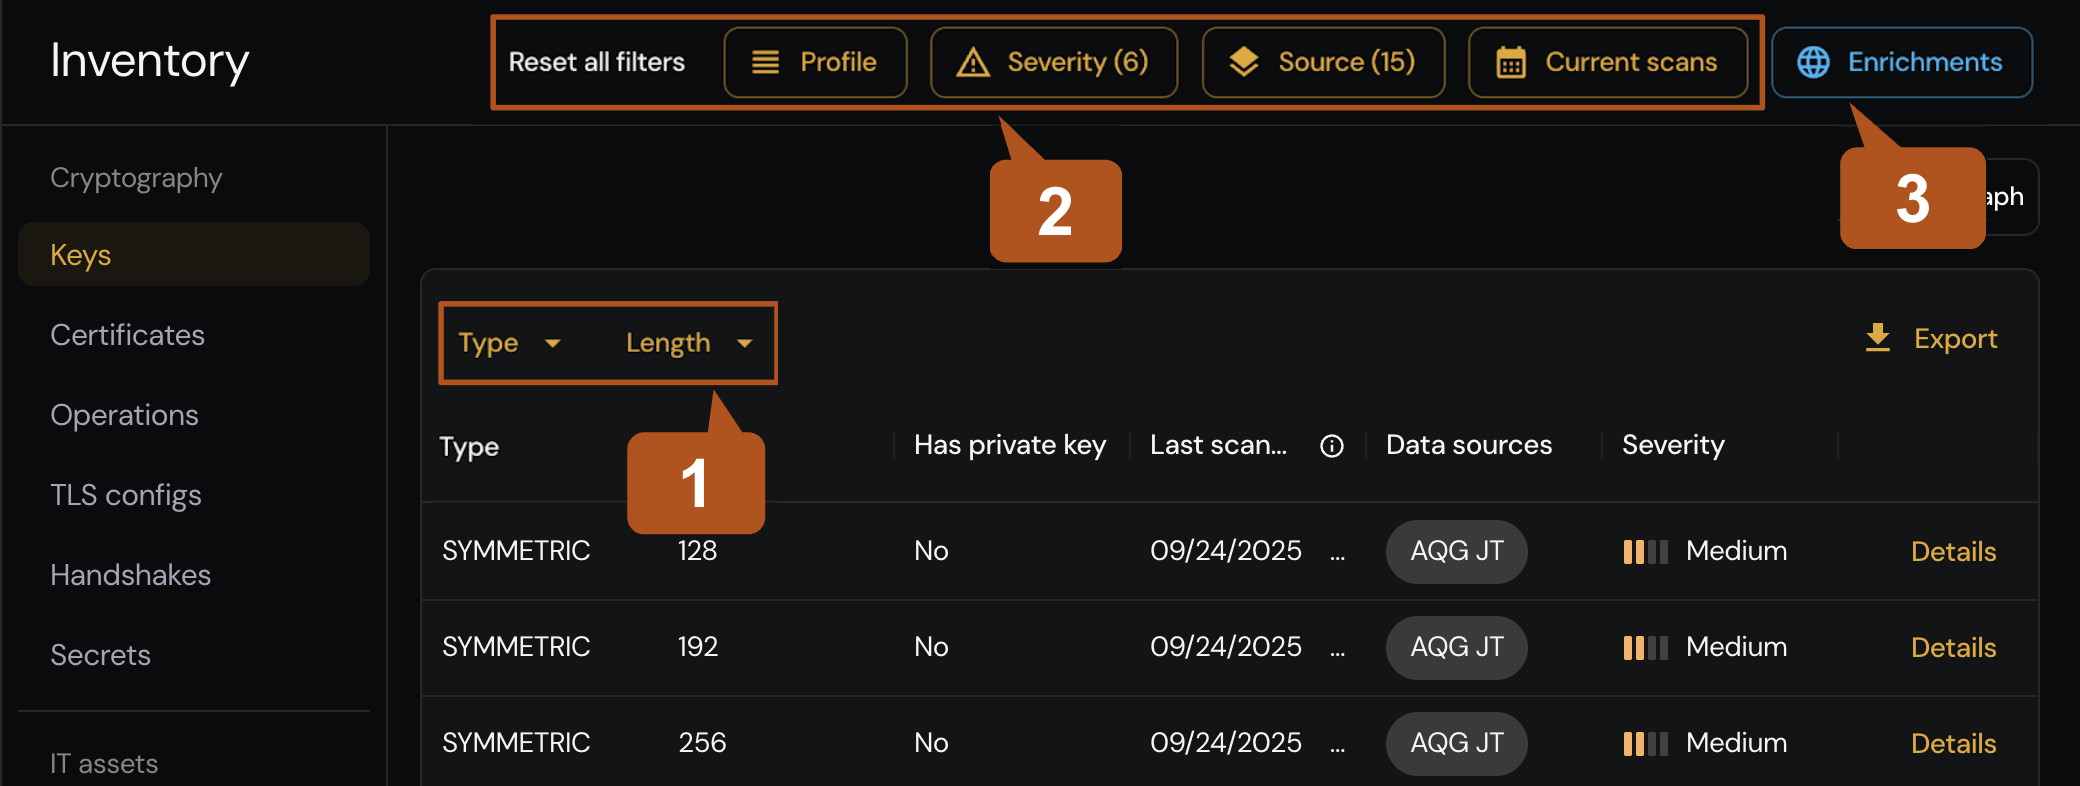 Inventory
Reset all filters
Profile
Severity (6)
Source (15)
Current scans
Enrichments
2
3
Cryptography
Keys
Certificates
Operations
TLS configs
Handshakes
Secrets
IT assets
Type
Length
Export
1
Type
Has private key
Last scan...
Data sources
Severity
SYMMETRIC 128 No 09/24/2025 ... AQG JT Medium Details
SYMMETRIC 192 No 09/24/2025 ... AQG JT Medium Details
SYMMETRIC 256 No 09/24/2025 ... AQG JT Medium Details